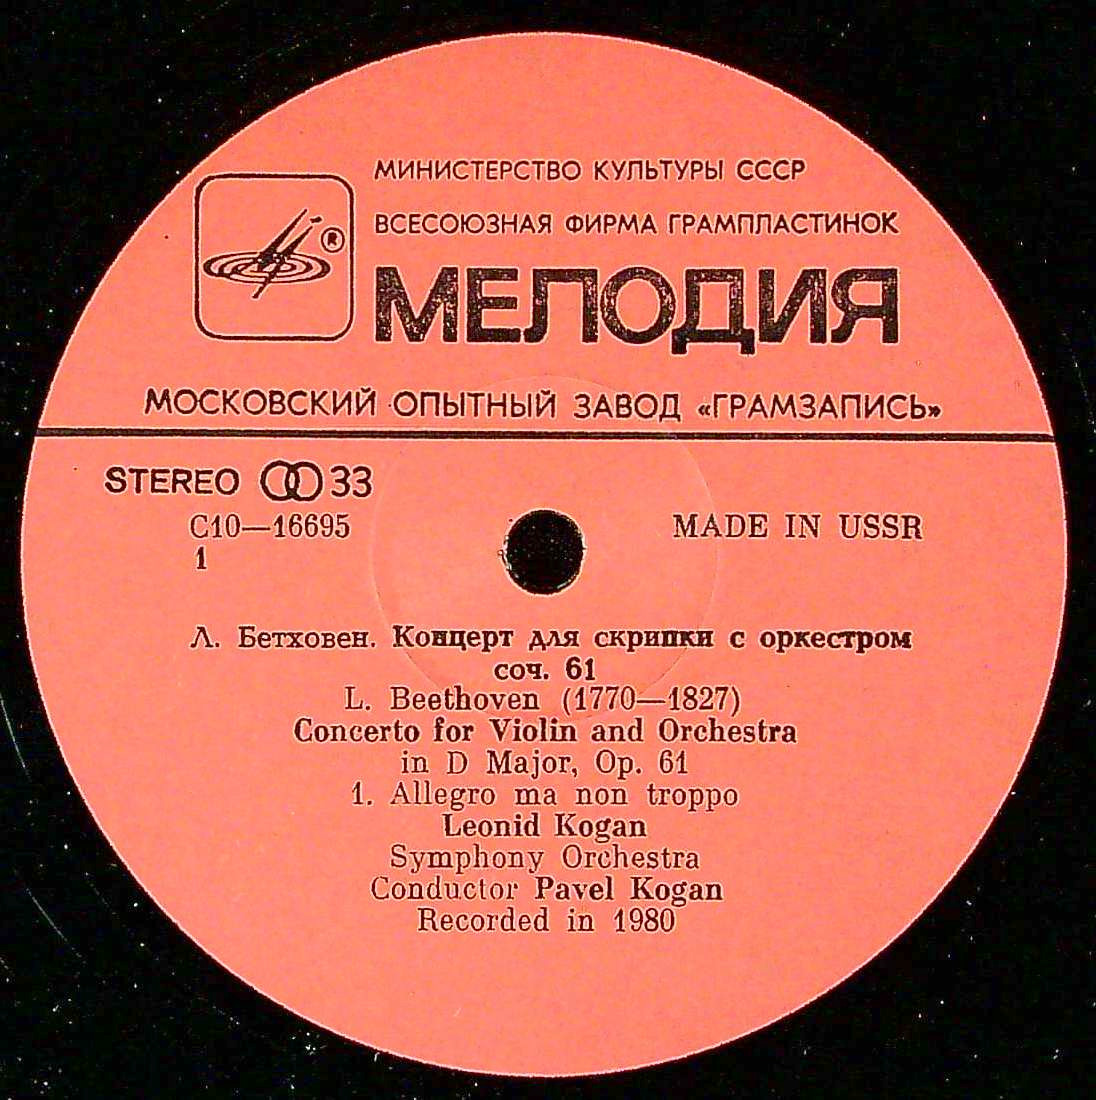 МИНИСТЕРСТВО КУЛЬТУРЫ СССР
ВСЕСОЮЗНАЯ ФИРМА ГРАМПЛАСТИНОК
®
МЕЛОДИЯ
МОСКОВСКИЙ ОПЫТНЫЙ ЗАВОД «ГРАМЗАПИСЬ»
STEREO 33
С10—16695 MADE IN USSR
1
Л. Бетховен. Концерт для скрипки с оркестром
соч. 61
L. Beethoven (1770—1827)
Concerto for Violin and Orchestra
in D Major, Op. 61
1. Allegro ma non troppo
Leonid Kogan
Symphony Orchestra
Conductor Pavel Kogan
Recorded in 1980